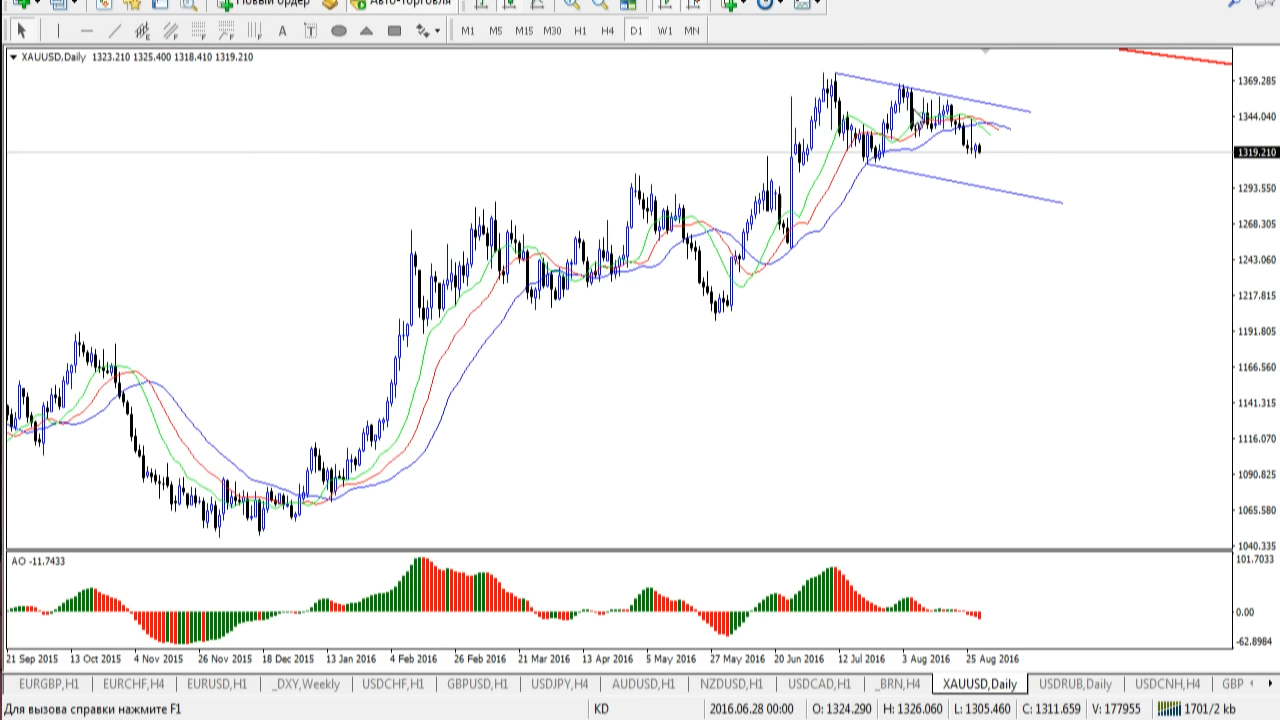 Новый ордер Авто-торговля
A T M1 M5 M15 M30 H1 H4 D1 W1 MN
XAUUSD,Daily 1323.210 1325.400 1318.410 1319.210
1369.285
1344.040
1319.210
1293.550
1268.305
1243.060
1217.815
1191.805
1166.560
1141.315
1116.070
1090.825
1065.580
1040.335
AO -11.7433
101.7033
0.00
-62.8984
21 Sep 2015 13 Oct 2015 4 Nov 2015 26 Nov 2015 18 Dec 2015 13 Jan 2016 4 Feb 2016 26 Feb 2016 21 Mar 2016 13 Apr 2016 5 May 2016 27 May 2016 20 Jun 2016 12 Jul 2016 3 Aug 2016 25 Aug 2016
EURGBP,H1 EURCHF,H4 EURUSD,H1 _DXY,Weekly USDCHF,H1 GBPUSD,H1 USDJPY,H4 AUDUSD,H1 NZDUSD,H1 USDCAD,H1 _BRN,H4 XAUUSD,Daily USDRUB,Daily USDCNH,H4 GBP
Для вызова справки нажмите F1 KD 2016.06.28 00:00 O: 1324.290 H: 1326.060 L: 1305.460 C: 1311.659 V: 177955 1701/2 kb